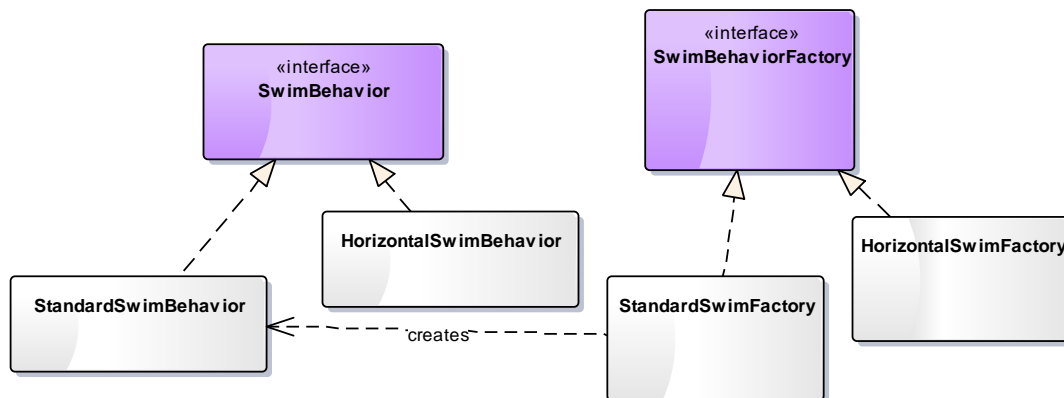 «interface»
SwimBehavior
«interface»
SwimBehaviorFactory
HorizontalSwimBehavior
HorizontalSwimFactory
StandardSwimBehavior
StandardSwimFactory
creates